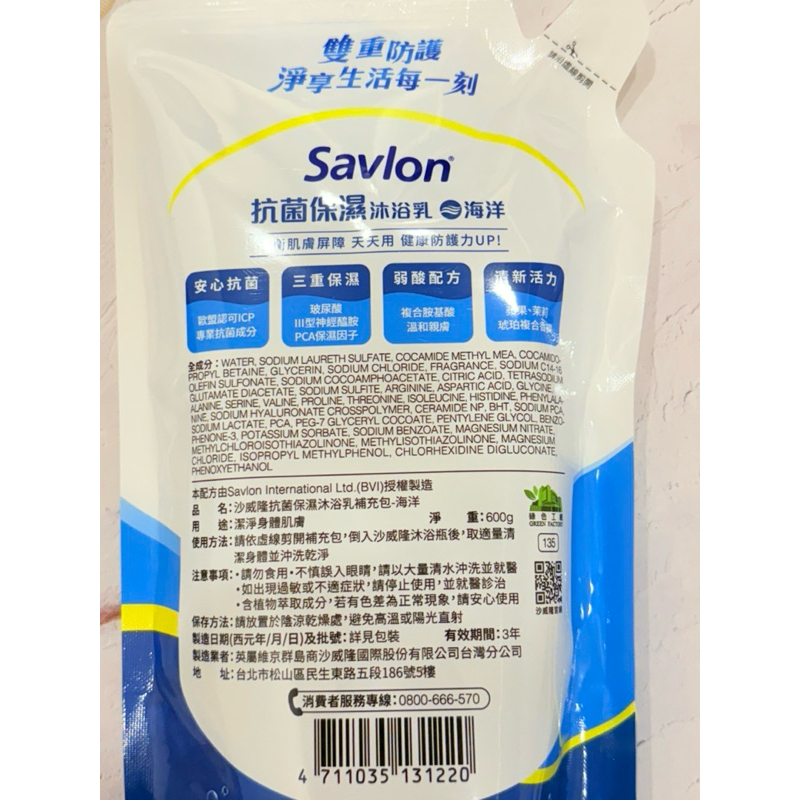 雙重防護
淨享生活每一刻
請沿虛線剪開
Savlon®
抗菌保濕沐浴乳 海洋
衡肌膚屏障 天天用 健康防護力UP!
安心抗菌
歐盟認可ICP
專業抗菌成分
三重保濕
玻尿酸
III型神經醯胺
PCA保濕因子
弱酸配方
複合胺基酸
溫和親膚
清新活力
蘋果、茉莉
琥珀複合香氛
全成分：WATER, SODIUM LAURETH SULFATE, COCAMIDE METHYL MEA, COCAMIDO-
PROPYL BETAINE, GLYCERIN, SODIUM CHLORIDE, FRAGRANCE, SODIUM C14-16
OLEFIN SULFONATE, SODIUM COCOAMPHOACETATE, CITRIC ACID, TETRASODIUM
GLUTAMATE DIACETATE, SODIUM SULFITE, ARGININE, ASPARTIC ACID, GLYCINE,
ALANINE, SERINE, VALINE, PROLINE, THREONINE, ISOLEUCINE, HISTIDINE, PHENYLALA-
NINE, SODIUM HYALURONATE CROSSPOLYMER, CERAMIDE NP, BHT, SODIUM PCA,
SODIUM LACTATE, PCA, PEG-7 GLYCERYL COCOATE, PENTYLENE GLYCOL, BENZO-
PHENONE-3, POTASSIUM SORBATE, SODIUM BENZOATE, MAGNESIUM NITRATE,
METHYLCHLOROISOTHIAZOLINONE, METHYLISOTHIAZOLINONE, MAGNESIUM
CHLORIDE, ISOPROPYL METHYLPHENOL, CHLORHEXIDINE DIGLUCONATE,
PHENOXYETHANOL
本配方由Savlon International Ltd.(BVI)授權製造
品 名：沙威隆抗菌保濕沐浴乳補充包-海洋
用 途：潔淨身體肌膚 淨 重：600g
使用方法：請依虛線剪開補充包，倒入沙威隆沐浴瓶後，取適量清
潔身體並沖洗乾淨
注意事項：•請勿食用•不慎誤入眼睛，請以大量清水沖洗並就醫
•如出現過敏或不適症狀，請停止使用，並就醫診治
•含植物萃取成分，若有色差為正常現象，請安心使用
保存方法：請放置於陰涼乾燥處，避免高溫或陽光直射
製造日期(西元年/月/日)及批號：詳見包裝 有效期間：3年
製造業者：英屬維京群島商沙威隆國際股份有限公司台灣分公司
地 址：台北市松山區民生東路五段186號5樓
綠色工廠
GREEN FACTORY
135
沙威隆官網
消費者服務專線：0800-666-570
4 711035 131220